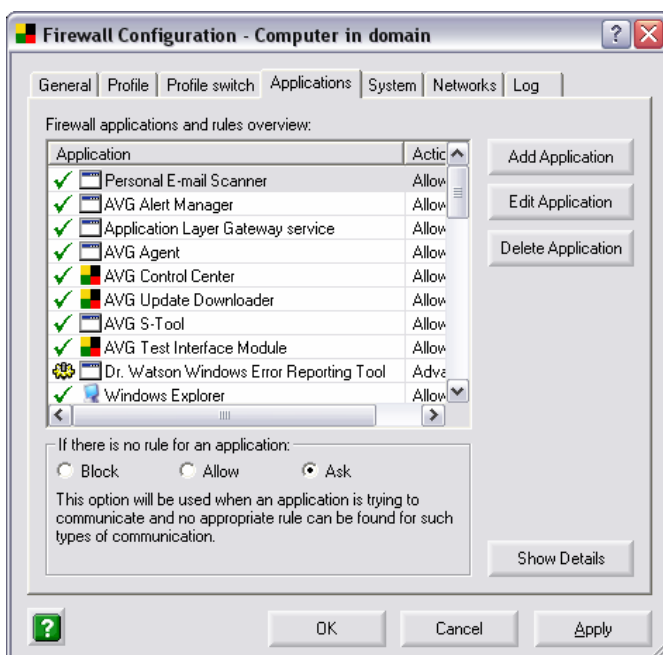 Firewall Configuration - Computer in domain
General Profile Profile switch Applications System Networks Log
Firewall applications and rules overview:
Application Actic
Personal E-mail Scanner Allow
AVG Alert Manager Allow
Application Layer Gateway service Allow
AVG Agent Allow
AVG Control Center Allow
AVG Update Downloader Allow
AVG S-Tool Allow
AVG Test Interface Module Allow
Dr. Watson Windows Error Reporting Tool Adva
Windows Explorer Allow
Add Application
Edit Application
Delete Application
If there is no rule for an application:
Block Allow Ask
This option will be used when an application is trying to
communicate and no appropriate rule can be found for such
types of communication.
Show Details
OK Cancel Apply